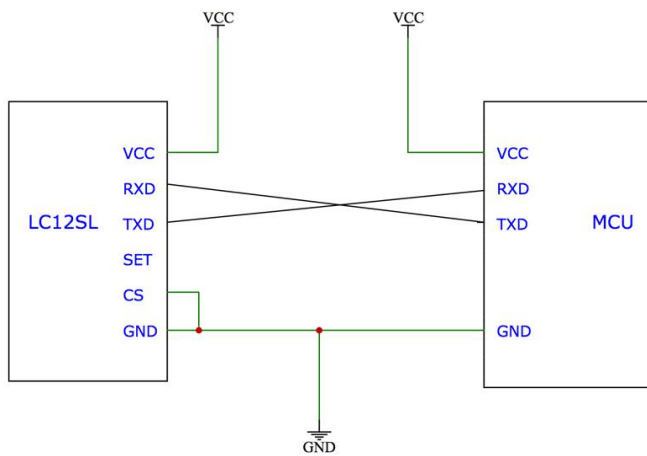 VCC
VCC
VCC
RXD
TXD
SET
CS
GND
LC12SL
VCC
RXD
TXD
GND
MCU
GND